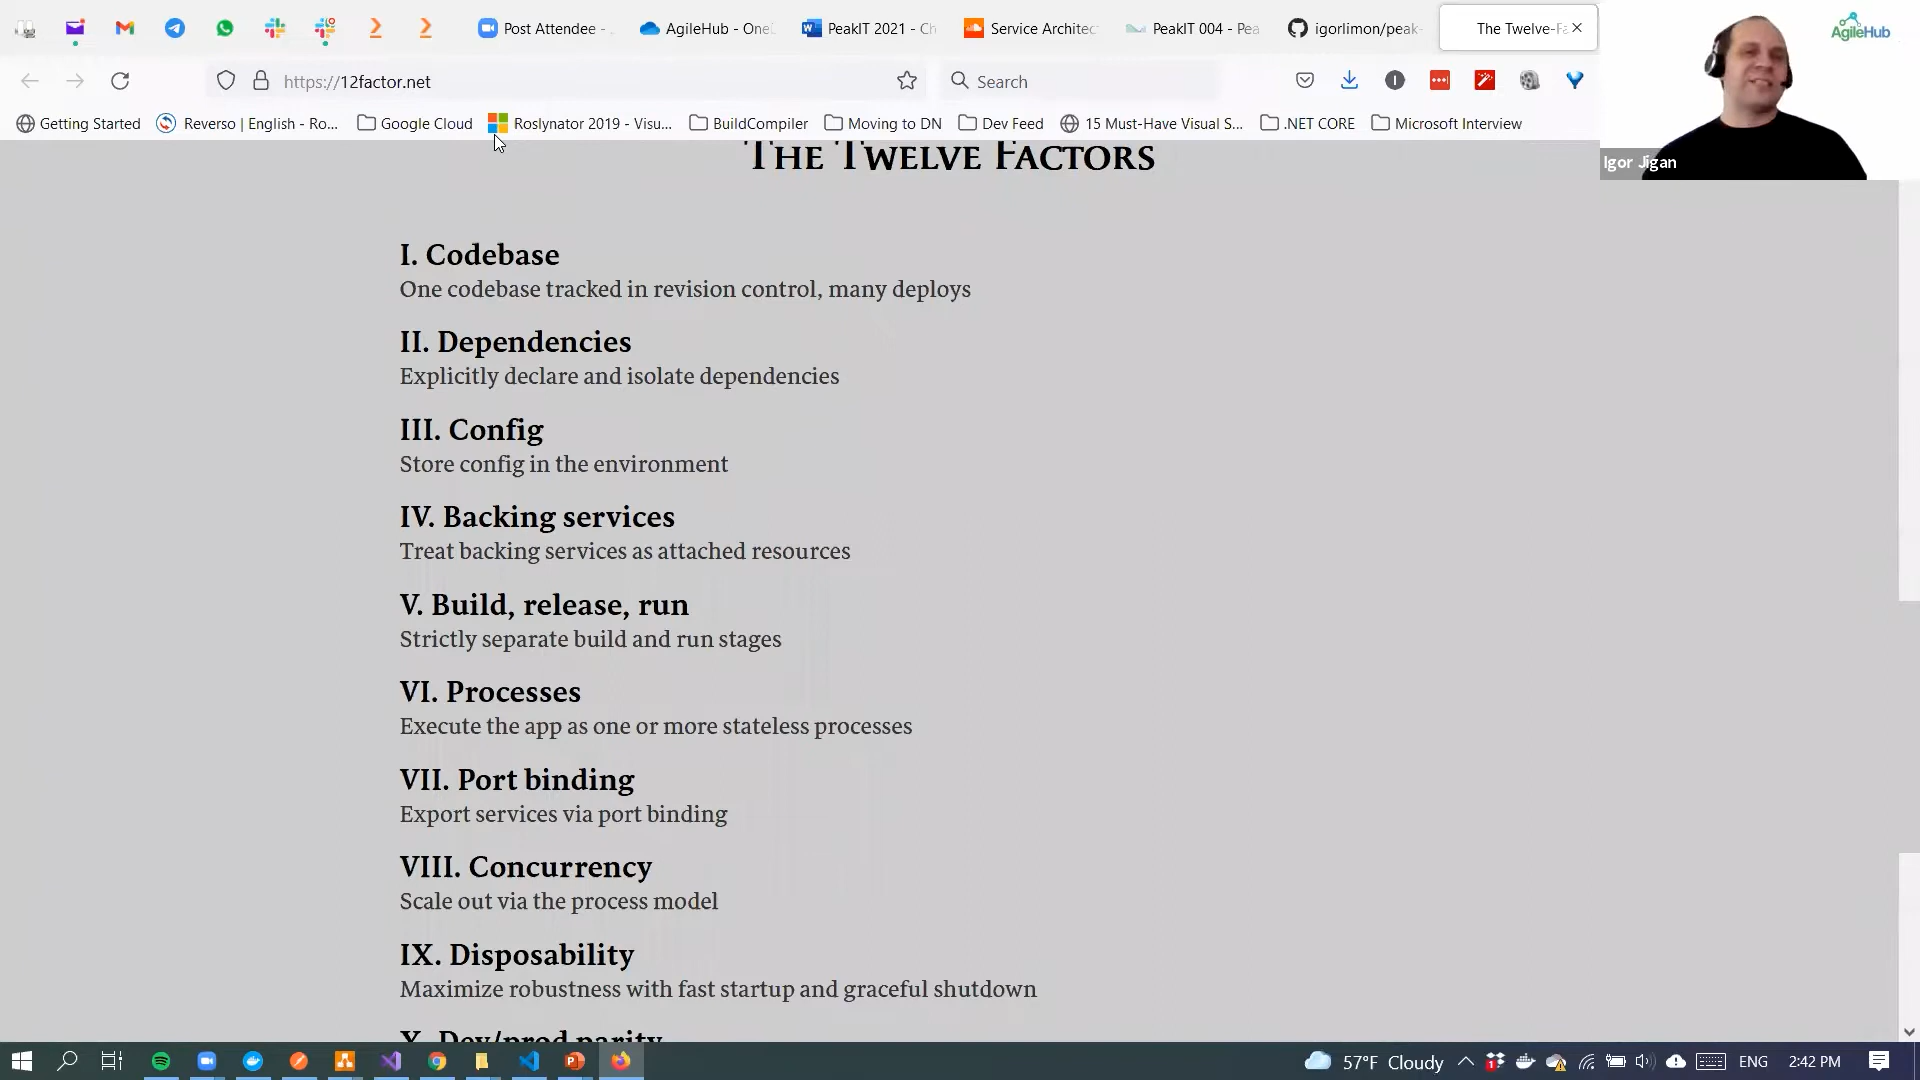 Post Attendee -
AgileHub - OneD
PeakIT 2021 - Ch
Service Architec
PeakIT 004 - Pea
igorlimon/peak-
The Twelve-Fa
AgileHub
https://12factor.net
Search
Getting Started
Reverso | English - Ro...
Google Cloud
Roslynator 2019 - Visu...
BuildCompiler
Moving to DN
Dev Feed
15 Must-Have Visual S...
.NET CORE
Microsoft Interview
Igor Jigan
THE TWELVE FACTORS
I. Codebase
One codebase tracked in revision control, many deploys
II. Dependencies
Explicitly declare and isolate dependencies
III. Config
Store config in the environment
IV. Backing services
Treat backing services as attached resources
V. Build, release, run
Strictly separate build and run stages
VI. Processes
Execute the app as one or more stateless processes
VII. Port binding
Export services via port binding
VIII. Concurrency
Scale out via the process model
IX. Disposability
Maximize robustness with fast startup and graceful shutdown
X. Dev/prod parity
57°F Cloudy
ENG
2:42 PM